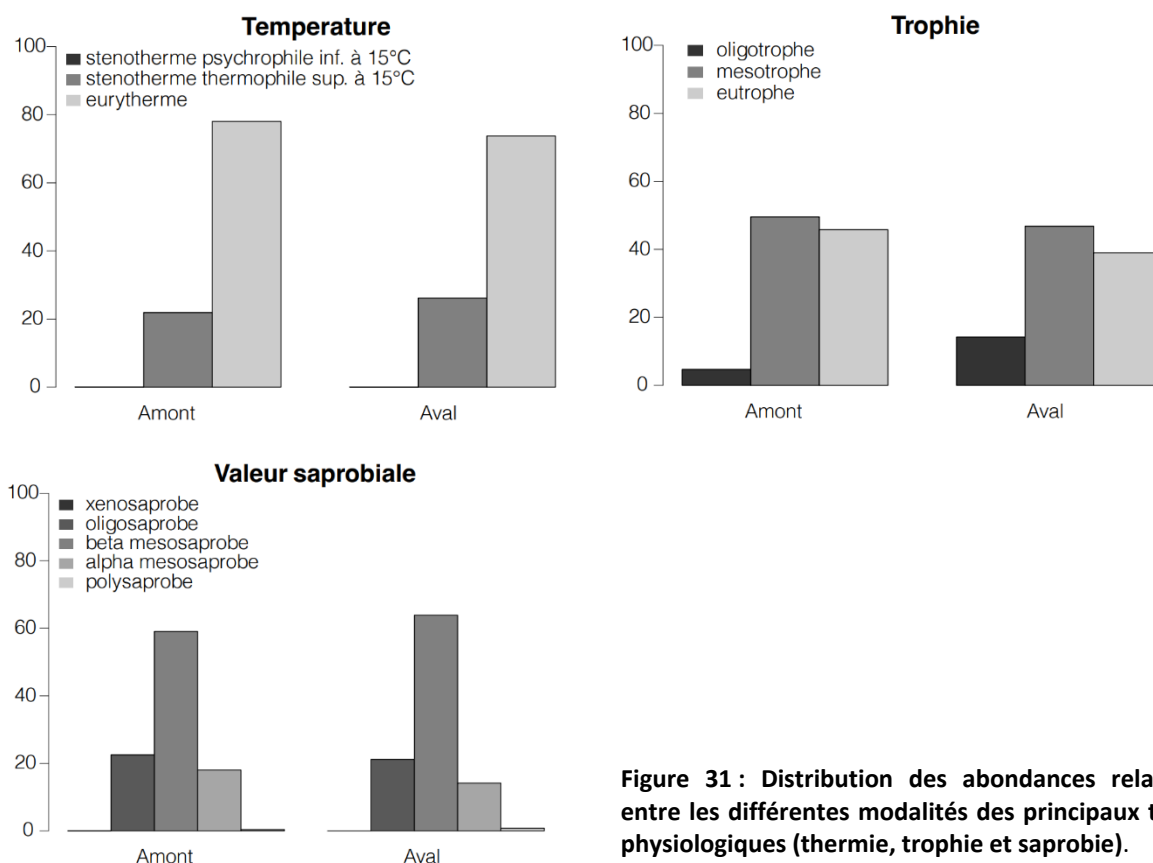 Temperature
100
80
60
40
20
0
stenotherme psychrophile inf. à 15°C
stenotherme thermophile sup. à 15°C
eurytherme
Amont
Aval
Trophie
100
80
60
40
20
0
oligotrophe
mesotrophe
eutrophe
Amont
Aval
Valeur saprobiale
100
80
60
40
20
0
xenosaprobe
oligosaprobe
beta mesosaprobe
alpha mesosaprobe
polysaprobe
Amont
Aval
Figure 31 : Distribution des abondances rela
entre les différentes modalités des principaux t
physiologiques (thermie, trophie et saprobie).